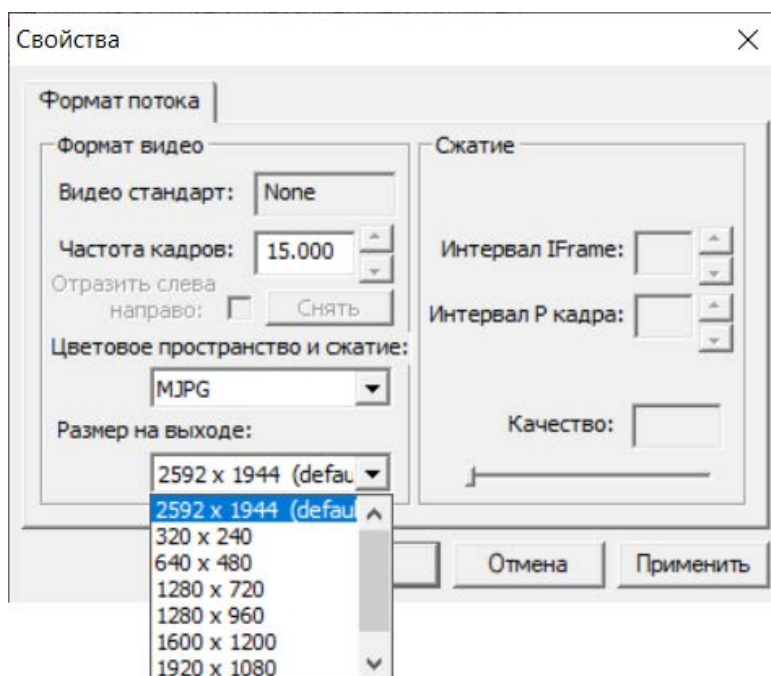 Свойства
Формат потока
Формат видео
Видео стандарт:
None
Частота кадров:
15.000
Отразить слева
направо:
Снять
Цветовое пространство и сжатие:
MJPG
Размер на выходе:
2592 x 1944 (defau
2592 x 1944 (defaul
320 x 240
640 x 480
1280 x 720
1280 x 960
1600 x 1200
1920 x 1080
Сжатие
Интервал IFrame:
Интервал P кадра:
Качество:
Отмена
Применить